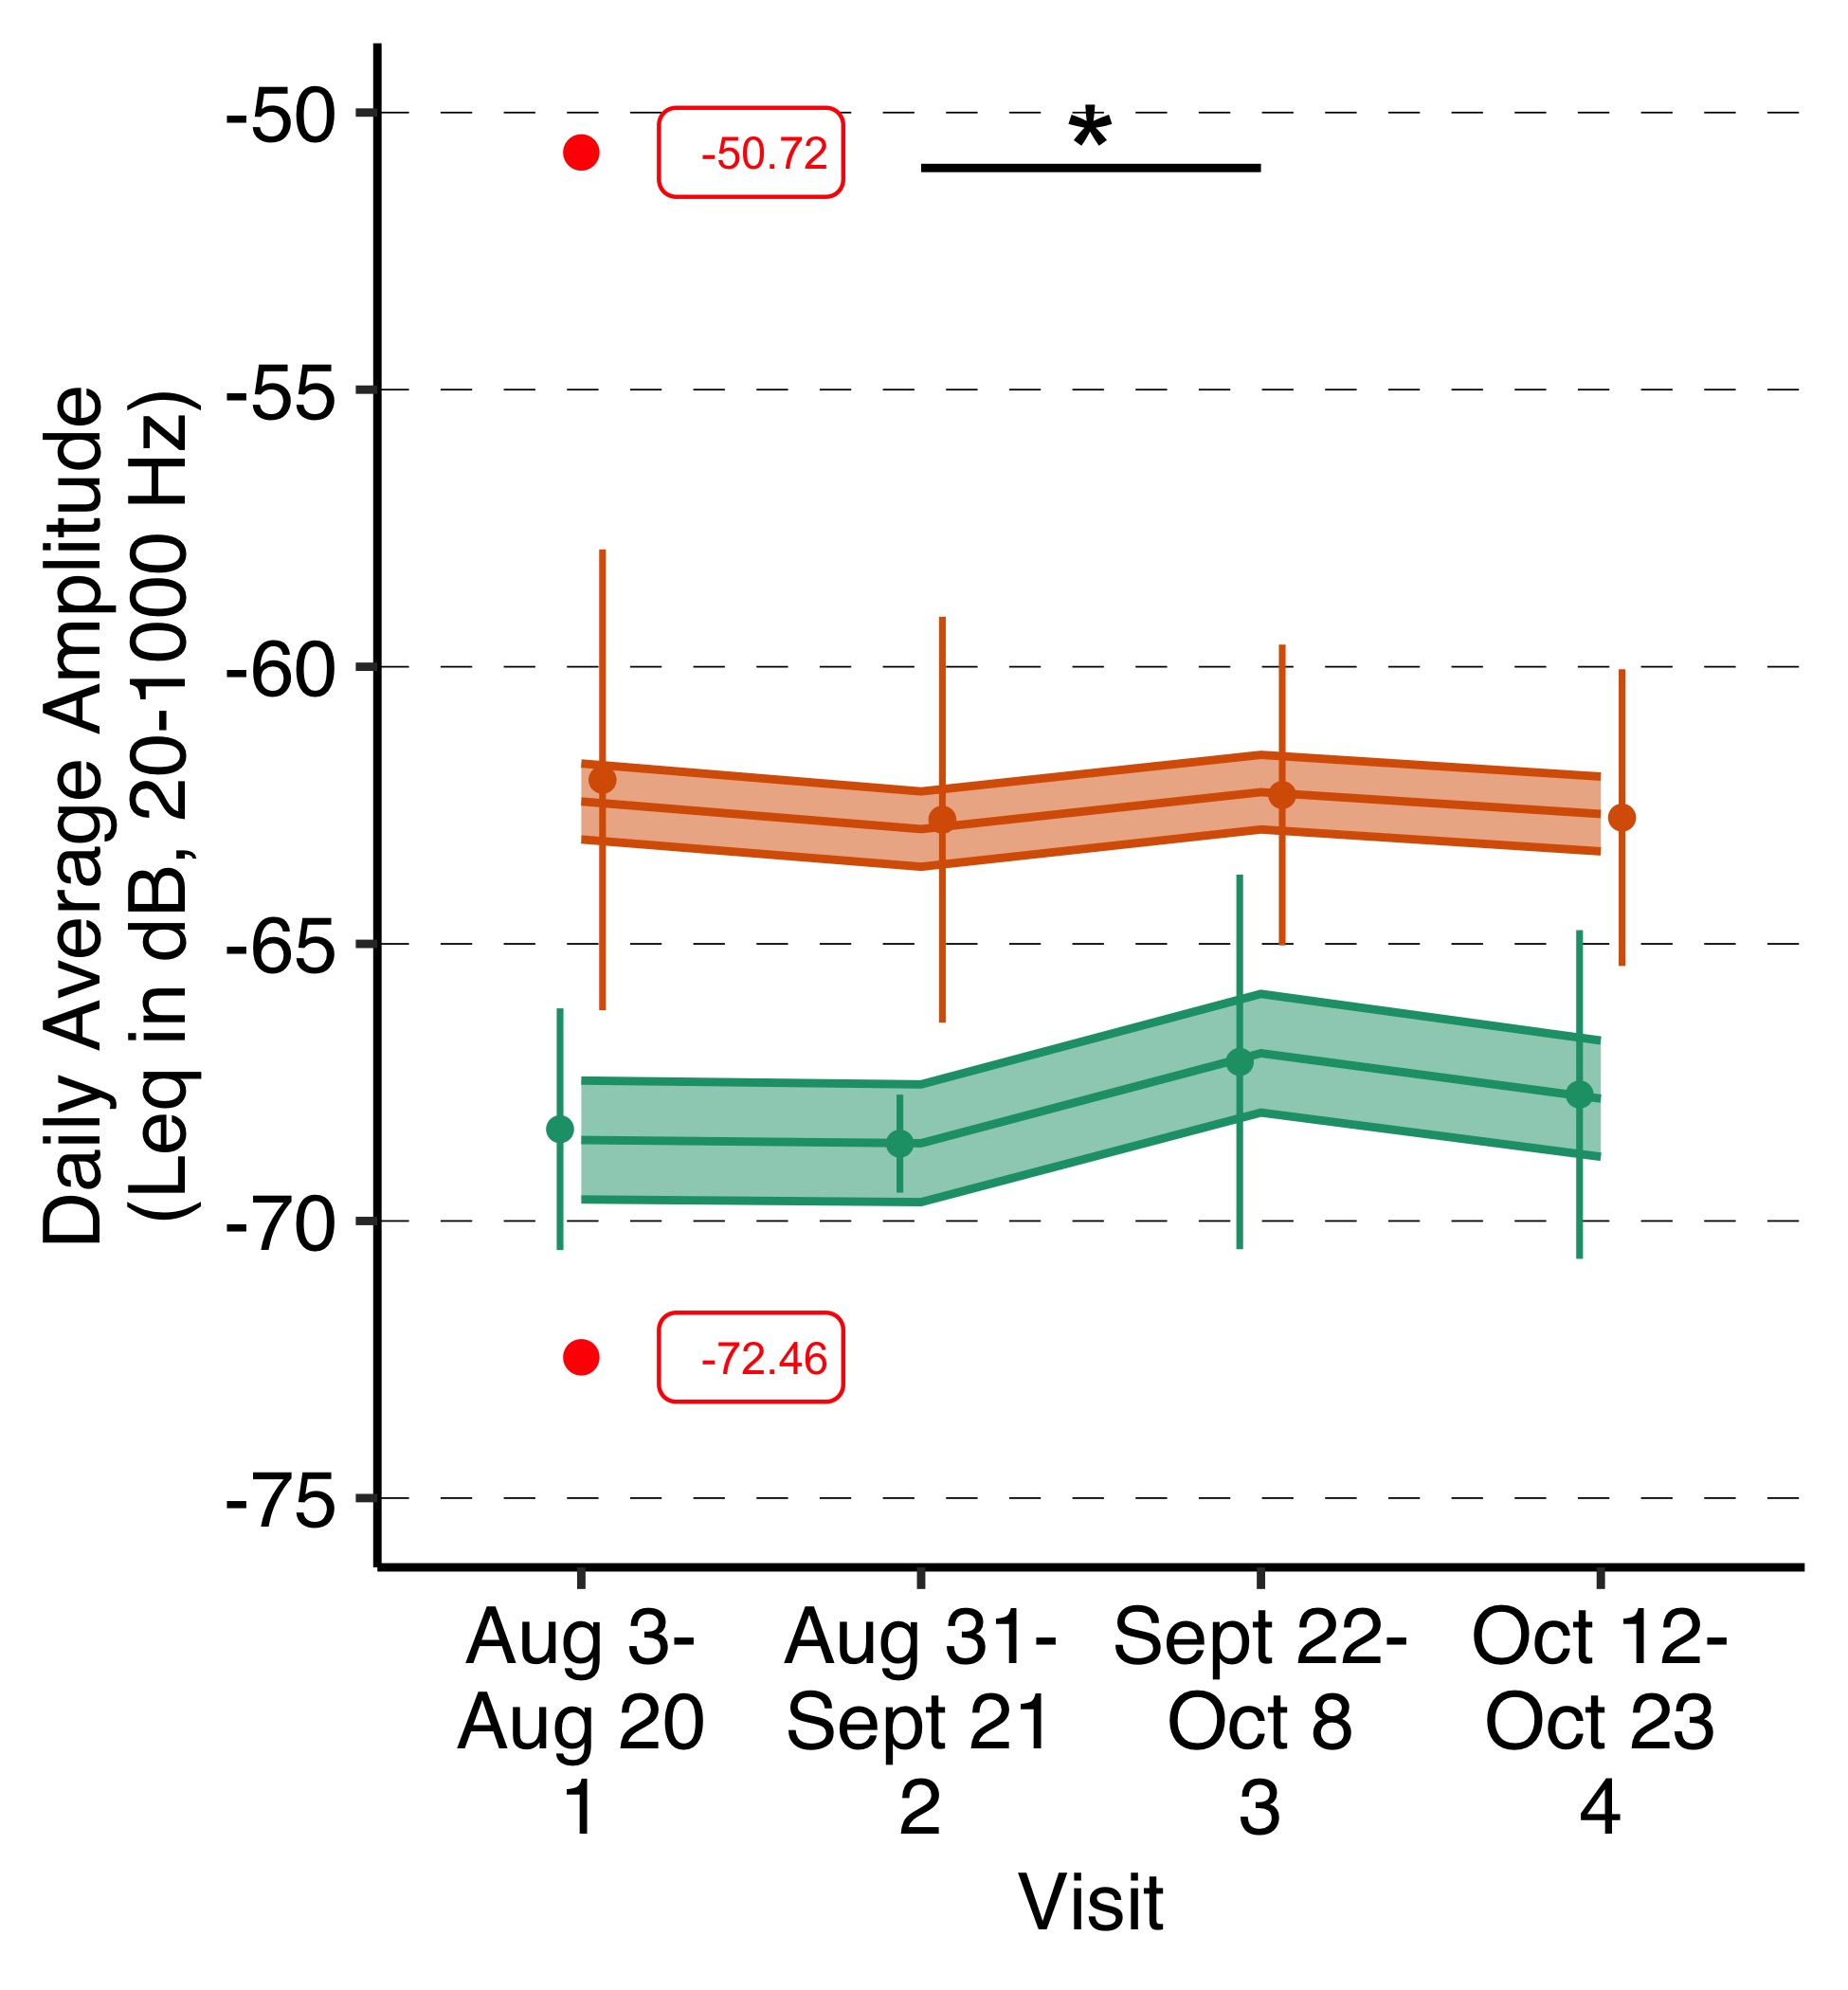 Daily Average Amplitude
(Leq in dB, 20-1000 Hz)
-50
-55
-60
-65
-70
-75
-50.72
*
-72.46
Aug 3-
Aug 20
1
Aug 31-
Sept 21
2
Sept 22-
Oct 8
3
Oct 12-
Oct 23
4
Visit